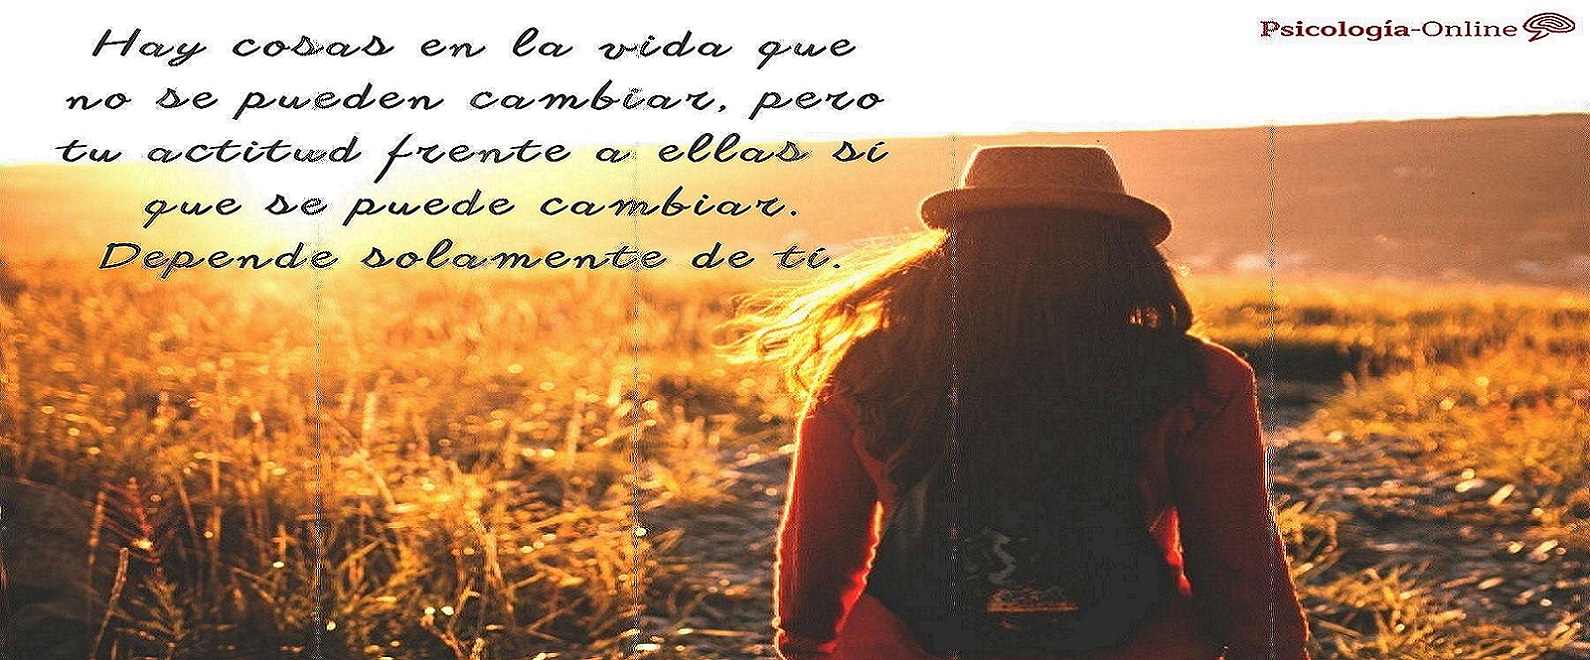 Hay cosas en la vida que
no se pueden cambiar, pero
tu actitud frente a ellas sí
que se puede cambiar.
Depende solamente de ti.
Psicología-Online